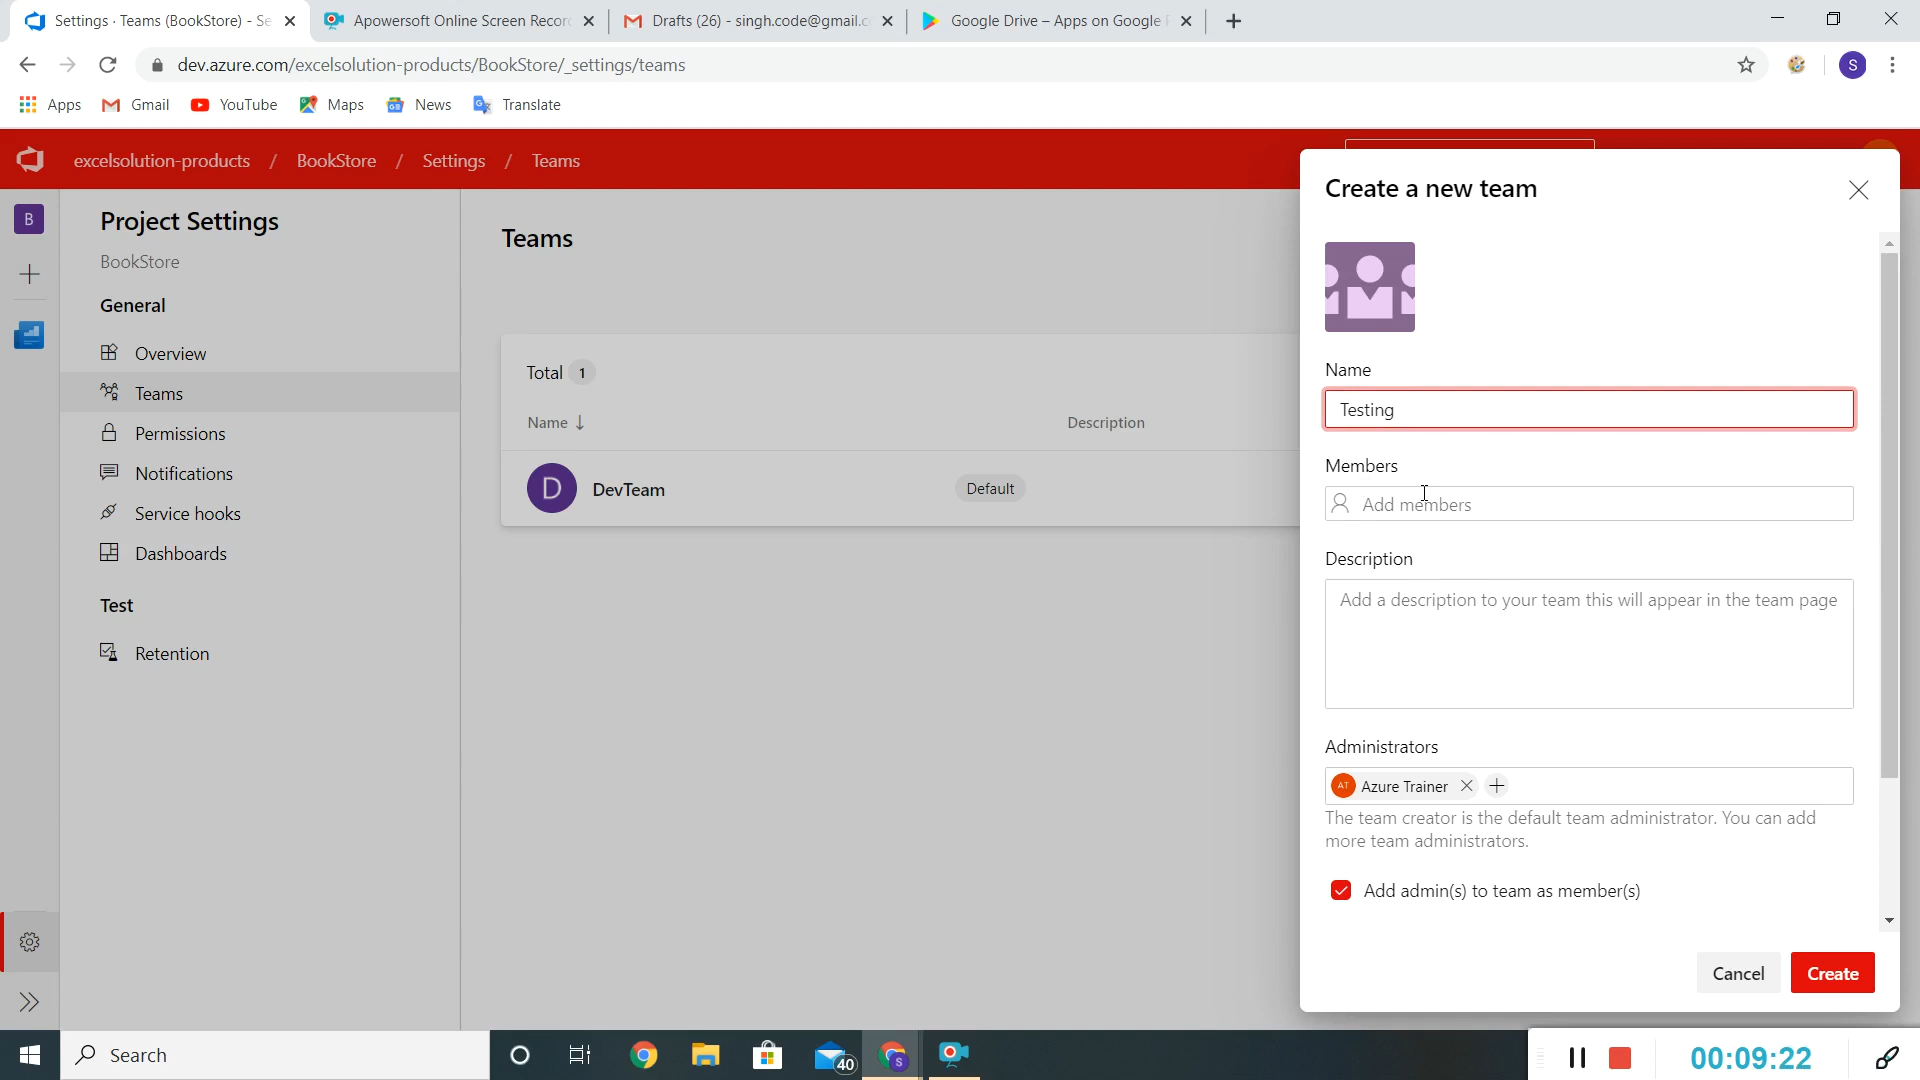 Settings · Teams (BookStore) - Se
Apowersoft Online Screen Recor
Drafts (26) - singh.code@gmail.c
Google Drive – Apps on Google
dev.azure.com/excelsolution-products/BookStore/_settings/teams
S
Apps
Gmail
YouTube
Maps
News
Translate
excelsolution-products / BookStore / Settings / Teams
B
Project Settings
BookStore
General
Overview
Teams
Permissions
Notifications
Service hooks
Dashboards
Test
Retention
Teams
Total 1
Name
Description
D
DevTeam
Default
Create a new team
Name
Testing
Members
Add members
Description
Add a description to your team this will appear in the team page
Administrators
AT Azure Trainer
The team creator is the default team administrator. You can add
more team administrators.
Add admin(s) to team as member(s)
Cancel
Create
Search
40
S
00:09:22